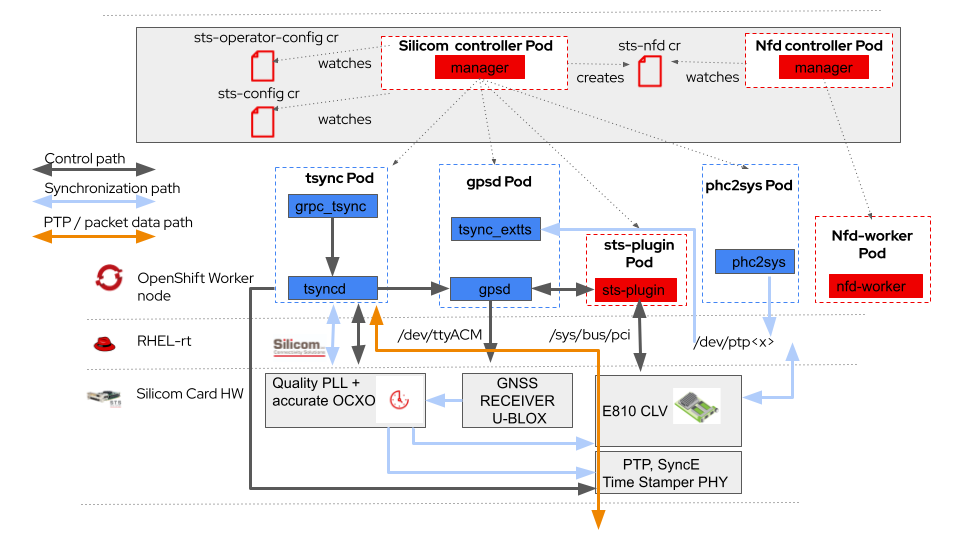 sts-operator-config cr
Silicom controller Pod
sts-nfd cr
Nfd controller Pod
watches
manager
creates
watches
manager
sts-config cr
watches
Control path
Synchronization path
PTP / packet data path
tsync Pod
gpsd Pod
phc2sys Pod
grpc_tsync
tsync_extts
sts-plugin
Pod
Nfd-worker
Pod
OpenShift Worker
node
tsyncd
gpsd
sts-plugin
phc2sys
nfd-worker
RHEL-rt
Silicom
Connectivity Solutions
/dev/ttyACM
/sys/bus/pci
/dev/ptp<x>
Silicom Card HW
STS
Quality PLL +
accurate OCXO
GNSS
RECEIVER
U-BLOX
E810 CLV
PTP, SyncE
Time Stamper PHY